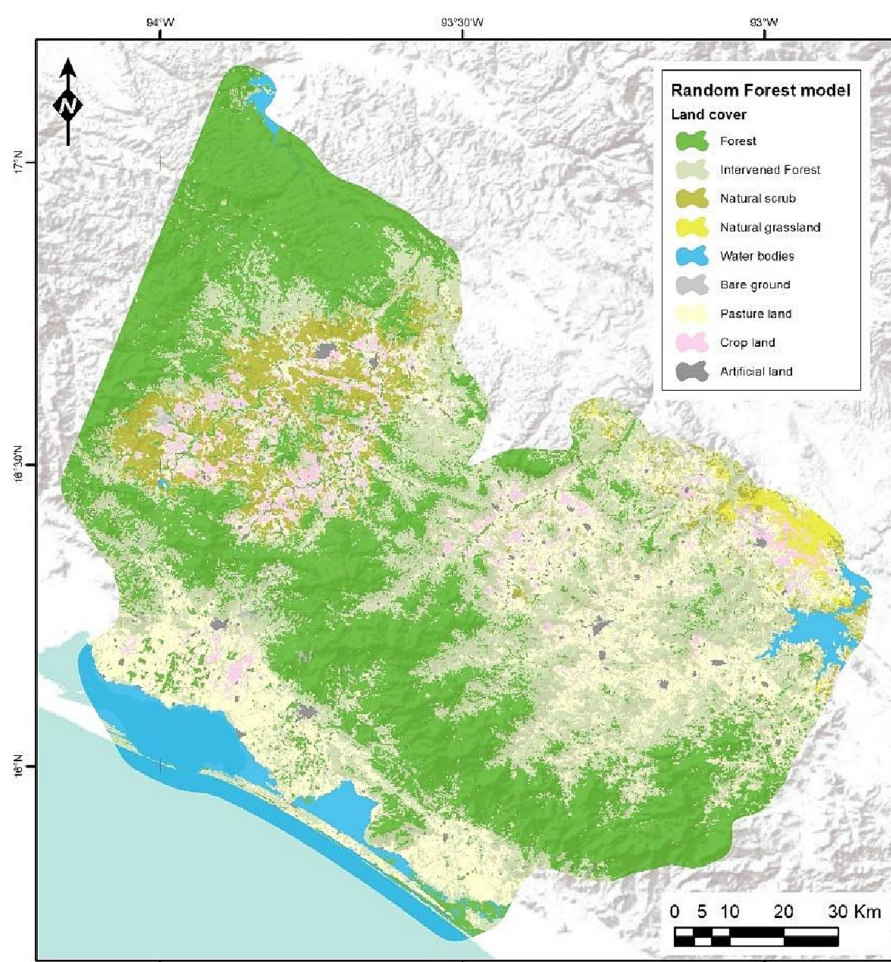 94°W 93°30'W 93°W
N
17°N
16°30'N
16°N
Random Forest model
Land cover
Forest
Intervened Forest
Natural scrub
Natural grassland
Water bodies
Bare ground
Pasture land
Crop land
Artificial land
0 5 10 20 30 Km